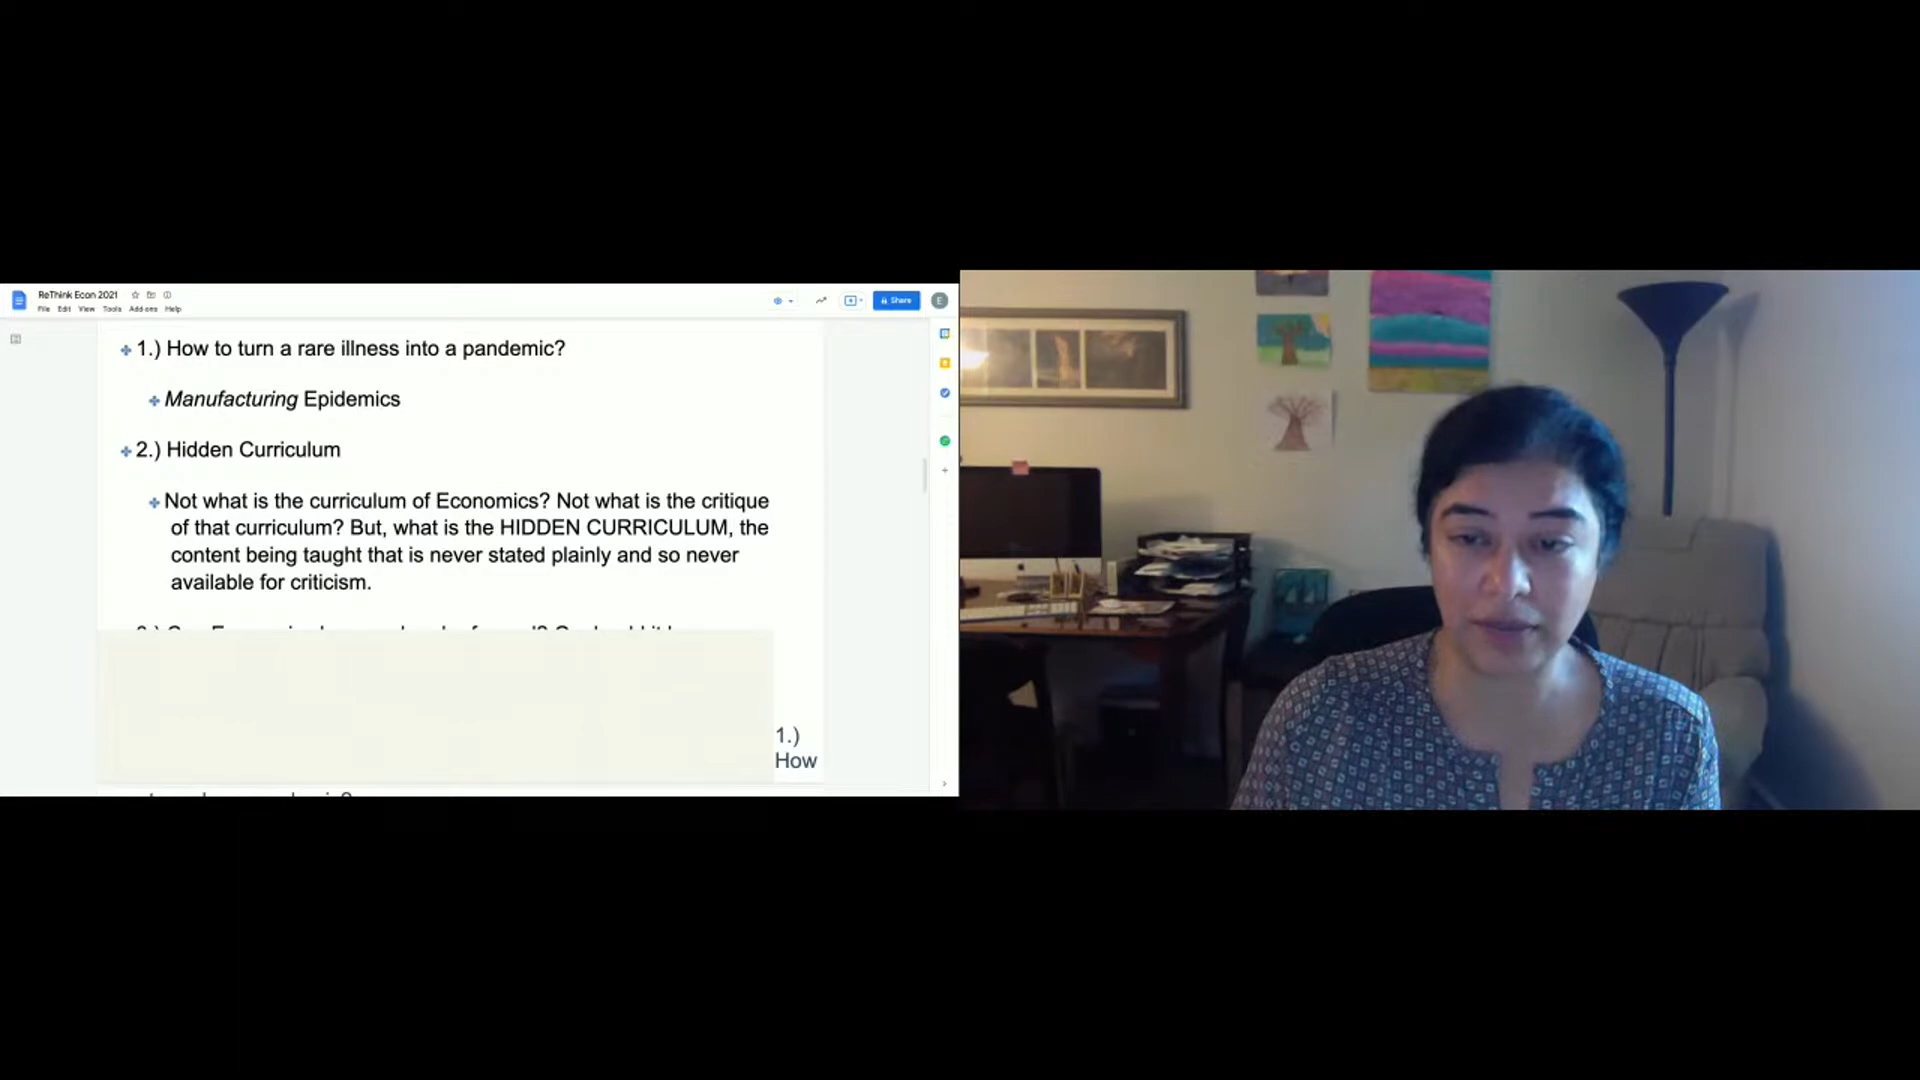 ReThink Econ 2021
File Edit View Tools Add-ons Help
Share
E
1.) How to turn a rare illness into a pandemic?
Manufacturing Epidemics
2.) Hidden Curriculum
Not what is the curriculum of Economics? Not what is the critique
of that curriculum? But, what is the HIDDEN CURRICULUM, the
content being taught that is never stated plainly and so never
available for criticism.
1.)
How